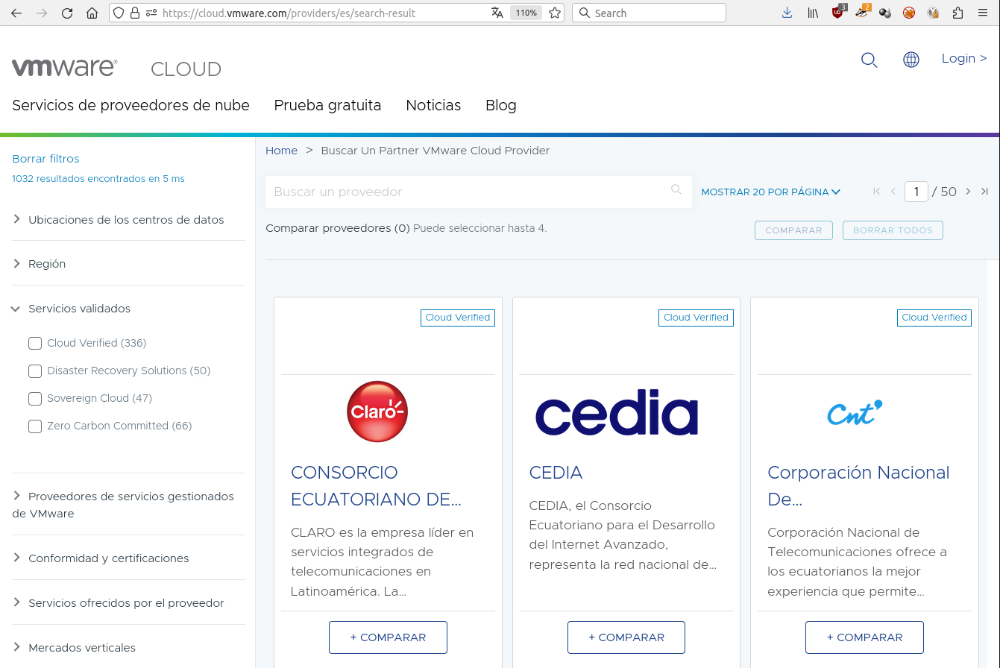 https://cloud.vmware.com/providers/es/search-result
110%
Search
3
2
vmware® CLOUD
Login >
Servicios de proveedores de nube Prueba gratuita Noticias Blog
Borrar filtros
1032 resultados encontrados en 5 ms
Ubicaciones de los centros de datos
Región
Servicios validados
Cloud Verified (336)
Disaster Recovery Solutions (50)
Sovereign Cloud (47)
Zero Carbon Committed (66)
Proveedores de servicios gestionados
de VMware
Conformidad y certificaciones
Servicios ofrecidos por el proveedor
Mercados verticales
Home > Buscar Un Partner VMware Cloud Provider
Buscar un proveedor
MOSTRAR 20 POR PÁGINA
1 / 50
Comparar proveedores (0) Puede seleccionar hasta 4.
COMPARAR
BORRAR TODOS
Cloud Verified
Claro
CONSORCIO
ECUATORIANO DE...
CLARO es la empresa líder en
servicios integrados de
telecomunicaciones en
Latinoamérica. La...
+ COMPARAR
Cloud Verified
cedia
CEDIA
CEDIA, el Consorcio
Ecuatoriano para el Desarrollo
del Internet Avanzado,
representa la red nacional de...
+ COMPARAR
Cloud Verified
Cnt
Corporación Nacional
De...
Corporación Nacional de
Telecomunicaciones ofrece a
los ecuatorianos la mejor
experiencia que permite...
+ COMPARAR